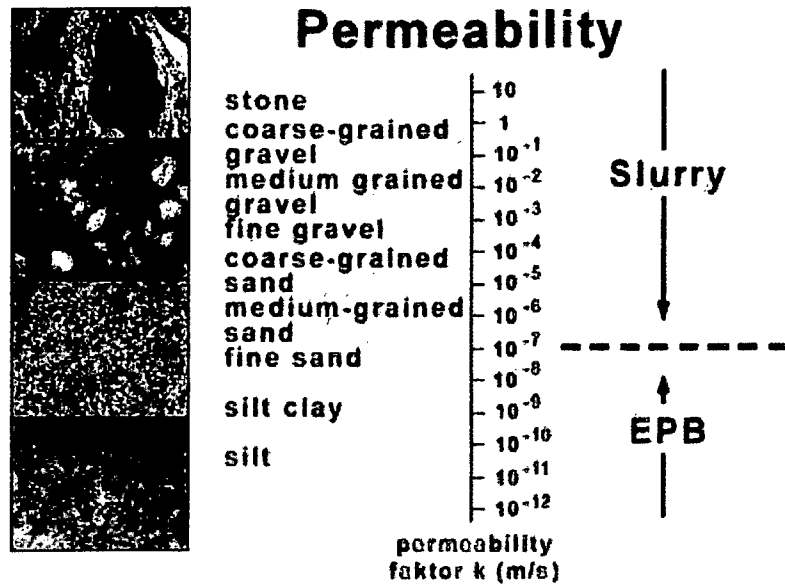 Permeability
stone
coarse-grained
gravel
medium grained
gravel
fine gravel
coarse-grained
sand
medium-grained
sand
fine sand
silt clay
silt
10
1
10⁺¹
10⁻²
10⁻³
10⁻⁴
10⁻⁵
10⁻⁶
10⁻⁷
10⁻⁸
10⁻⁹
10⁻¹⁰
10⁺¹¹
10⁻¹²
permeability
faktor k (m/s)
Slurry
EPB